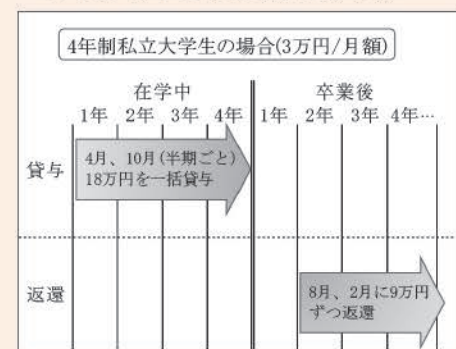 4年制私立大学生の場合(3万円/月額)
在学中 卒業後
1年 2年 3年 4年 1年 2年 3年 4年…
貸与
4月、10月(半期ごと)
18万円を一括貸与
返還
8月、2月に9万円
ずつ返還